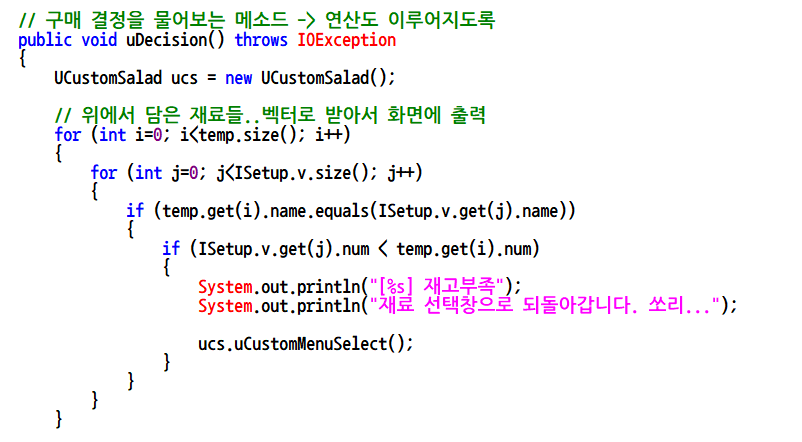 // 구매 결정을 물어보는 메소드 -> 연산도 이루어지도록
public void uDecision() throws IOException
{
UCustomSalad ucs = new UCustomSalad();
// 위에서 담은 재료들..벡터로 받아서 화면에 출력
for (int i=0; i<temp.size(); i++)
{
for (int j=0; j<ISetup.v.size(); j++)
{
if (temp.get(i).name.equals(ISetup.v.get(j).name))
{
if (ISetup.v.get(j).num < temp.get(i).num)
{
System.out.println("[%s] 재고부족");
System.out.println("재료 선택창으로 되돌아갑니다. 쏘리...");
ucs.uCustomMenuSelect();
}
}
}
}